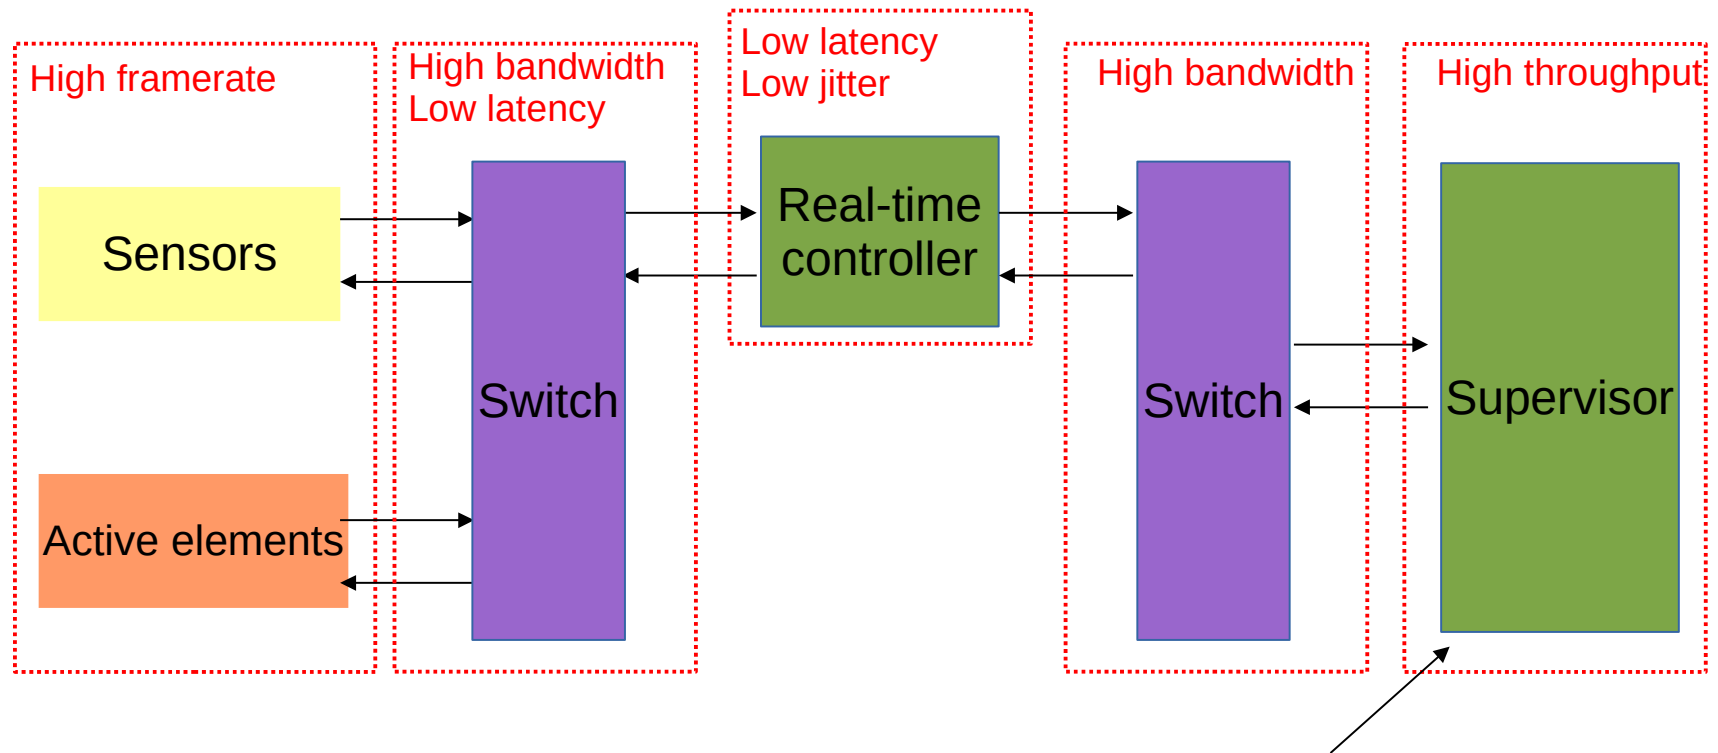 High framerate
High bandwidth
Low latency
Low latency
Low jitter
High bandwidth
High throughput
Sensors
Active elements
Switch
Real-time
controller
Switch
Supervisor